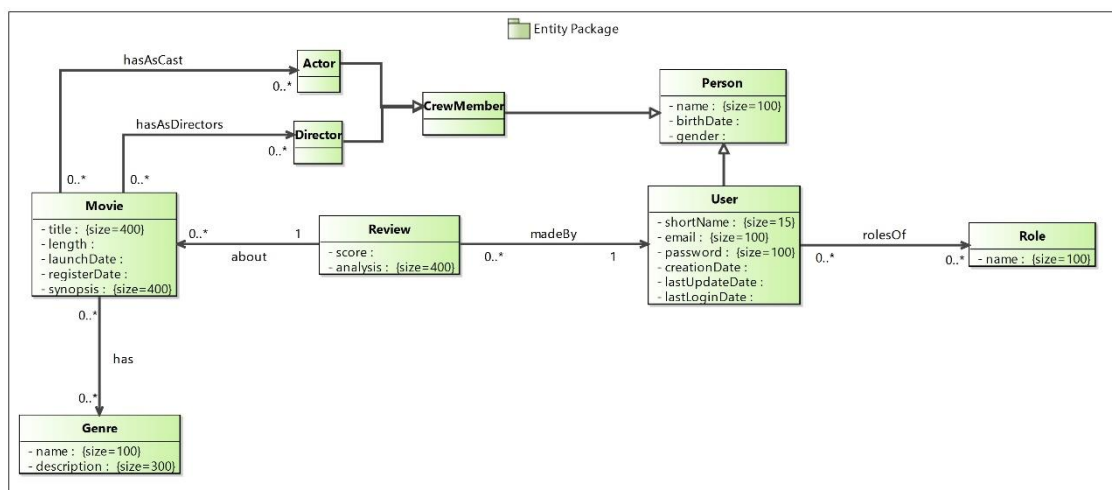 Entity Package
hasAsCast
0..*
0..*
Actor
hasAsDirectors
0..*
0..*
Director
CrewMember
Person
- name : {size=100}
- birthDate :
- gender :
Movie
- title : {size=400}
- length :
- launchDate :
- registerDate :
- synopsis : {size=400}
0..*
1
about
Review
- score :
- analysis : {size=400}
madeBy
0..*
1
User
- shortName : {size=15}
- email : {size=100}
- password : {size=100}
- creationDate :
- lastUpdateDate :
- lastLoginDate :
rolesOf
0..*
0..*
Role
- name : {size=100}
0..*
has
0..*
Genre
- name : {size=100}
- description : {size=300}